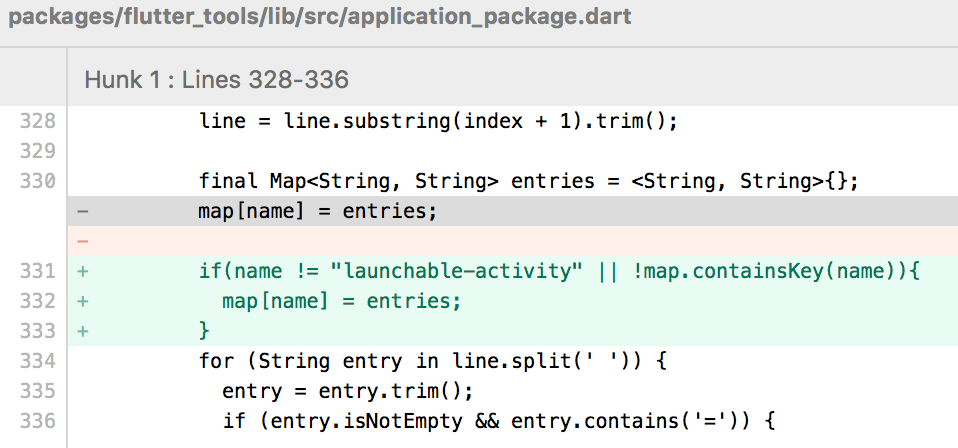 packages/flutter_tools/lib/src/application_package.dart
Hunk 1 : Lines 328-336
328 line = line.substring(index + 1).trim();
329
330 final Map<String, String> entries = <String, String>{};
- map[name] = entries;
-
331 + if(name != "launchable-activity" || !map.containsKey(name)){
332 + map[name] = entries;
333 + }
334 for (String entry in line.split(' ')) {
335 entry = entry.trim();
336 if (entry.isNotEmpty && entry.contains('=')) {